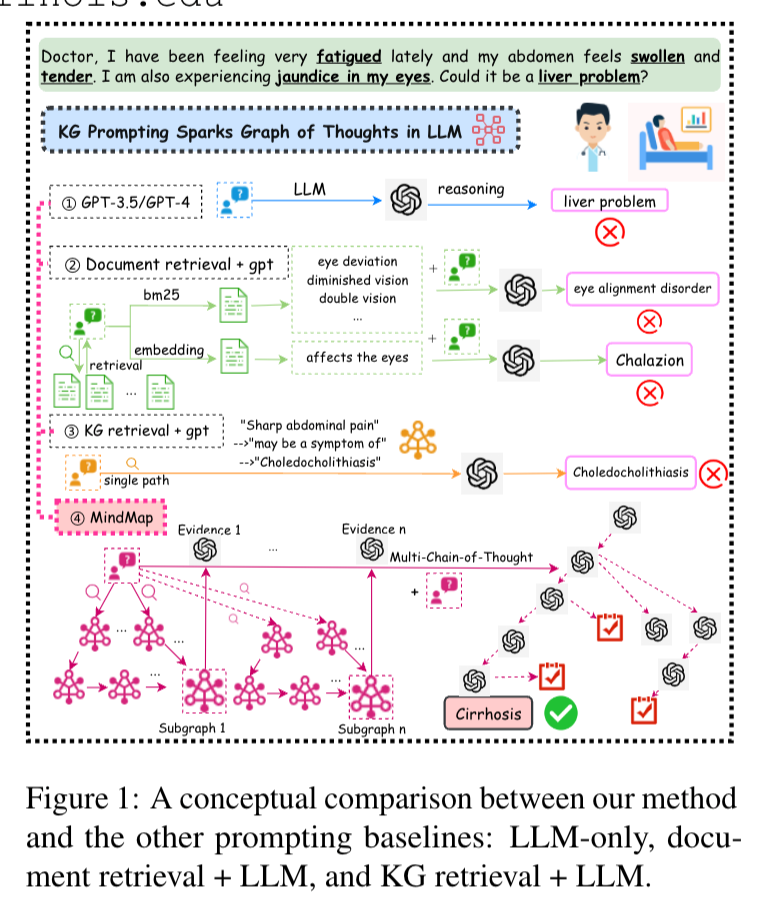 Doctor, I have been feeling very fatigued lately and my abdomen feels swollen and
tender. I am also experiencing jaundice in my eyes. Could it be a liver problem?
KG Prompting Sparks Graph of Thoughts in LLM
① GPT-3.5/GPT-4
LLM
reasoning
liver problem
② Document retrieval + gpt
bm25
embedding
retrieval
...
eye deviation
diminished vision
double vision
...
affects the eyes
+
+
eye alignment disorder
Chalazion
③ KG retrieval + gpt
"Sharp abdominal pain"
-->"may be a symptom of"
-->"Choledocholithiasis"
single path
Choledocholithiasis
④ MindMap
Evidence 1
...
Evidence n
Multi-Chain-of-Thought
+
...
...
...
...
...
Subgraph 1
Subgraph n
Cirrhosis
Figure 1: A conceptual comparison between our method
and the other prompting baselines: LLM-only, docu-
ment retrieval + LLM, and KG retrieval + LLM.